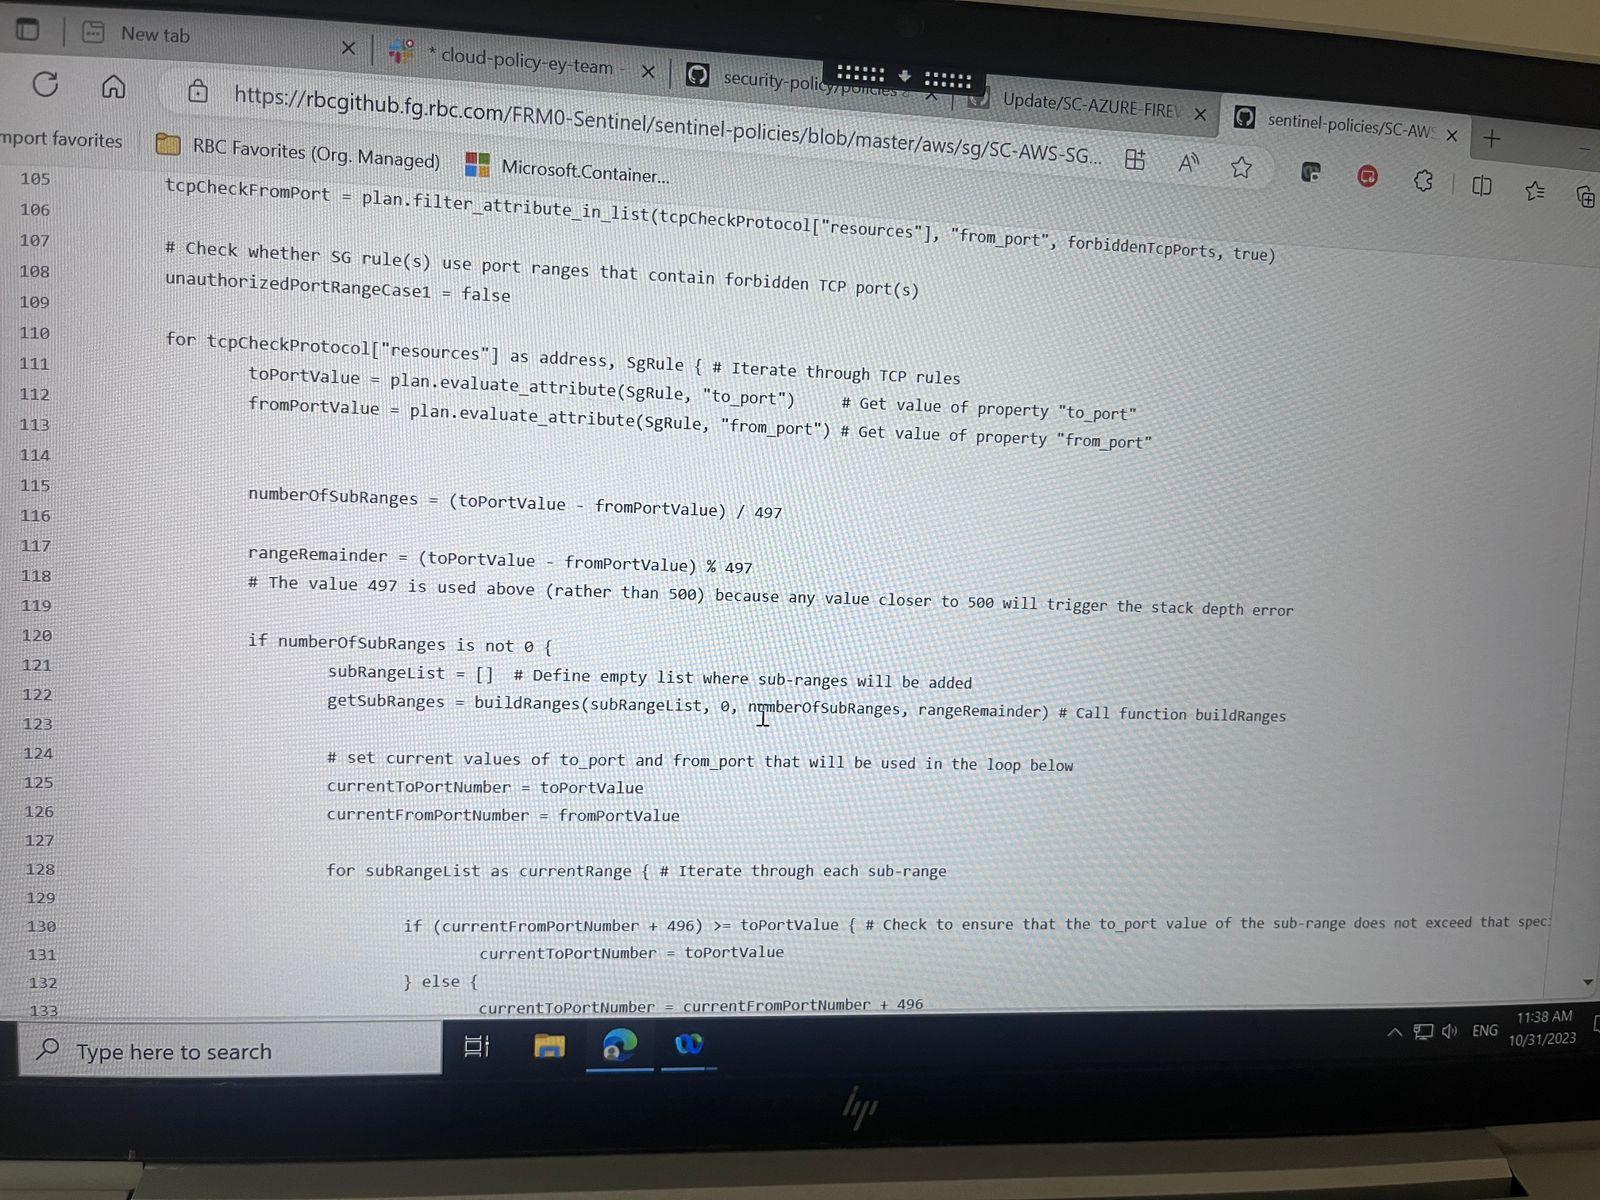 New tab
* cloud-policy-ey-team -
security-policy/policies
Update/SC-AZURE-FIREW
sentinel-policies/SC-AWS
https://rbcgithub.fg.rbc.com/FRM0-Sentinel/sentinel-policies/blob/master/aws/sg/SC-AWS-SG...
mport favorites
RBC Favorites (Org. Managed)
Microsoft.Container...
105 tcpCheckFromPort = plan.filter_attribute_in_list(tcpCheckProtocol["resources"], "from_port", forbiddenTcpPorts, true)
106
107 # Check whether SG rule(s) use port ranges that contain forbidden TCP port(s)
108 unauthorizedPortRangeCase1 = false
109
110 for tcpCheckProtocol["resources"] as address, SgRule { # Iterate through TCP rules
111 toPortValue = plan.evaluate_attribute(SgRule, "to_port") # Get value of property "to_port"
112 fromPortValue = plan.evaluate_attribute(SgRule, "from_port") # Get value of property "from_port"
113
114
115 numberOfSubRanges = (toPortValue - fromPortValue) / 497
116
117 rangeRemainder = (toPortValue - fromPortValue) % 497
118 # The value 497 is used above (rather than 500) because any value closer to 500 will trigger the stack depth error
119
120 if numberOfSubRanges is not 0 {
121 subRangeList = [] # Define empty list where sub-ranges will be added
122 getSubRanges = buildRanges(subRangeList, 0, numberOfSubRanges, rangeRemainder) # Call function buildRanges
123
124 # set current values of to_port and from_port that will be used in the loop below
125 currentToPortNumber = toPortValue
126 currentFromPortNumber = fromPortValue
127
128 for subRangeList as currentRange { # Iterate through each sub-range
129
130 if (currentFromPortNumber + 496) >= toPortValue { # Check to ensure that the to_port value of the sub-range does not exceed that spec
131 currentToPortNumber = toPortValue
132 } else {
133 currentToPortNumber = currentFromPortNumber + 496
Type here to search
ENG
11:38 AM
10/31/2023
hp